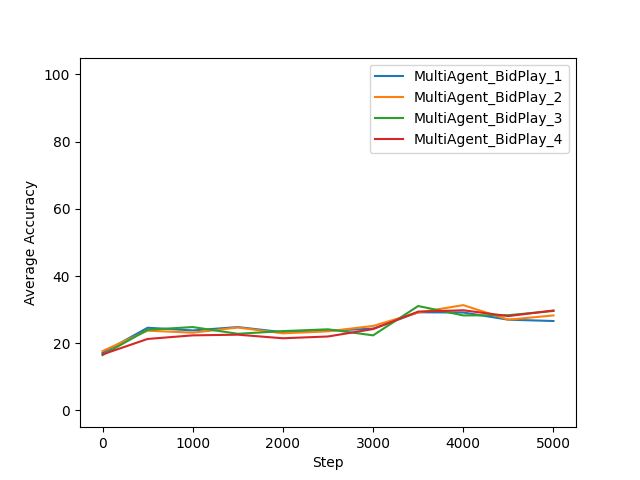 MultiAgent_BidPlay_1
MultiAgent_BidPlay_2
MultiAgent_BidPlay_3
MultiAgent_BidPlay_4
100
80
60
40
20
0
Average Accuracy
0 1000 2000 3000 4000 5000
Step